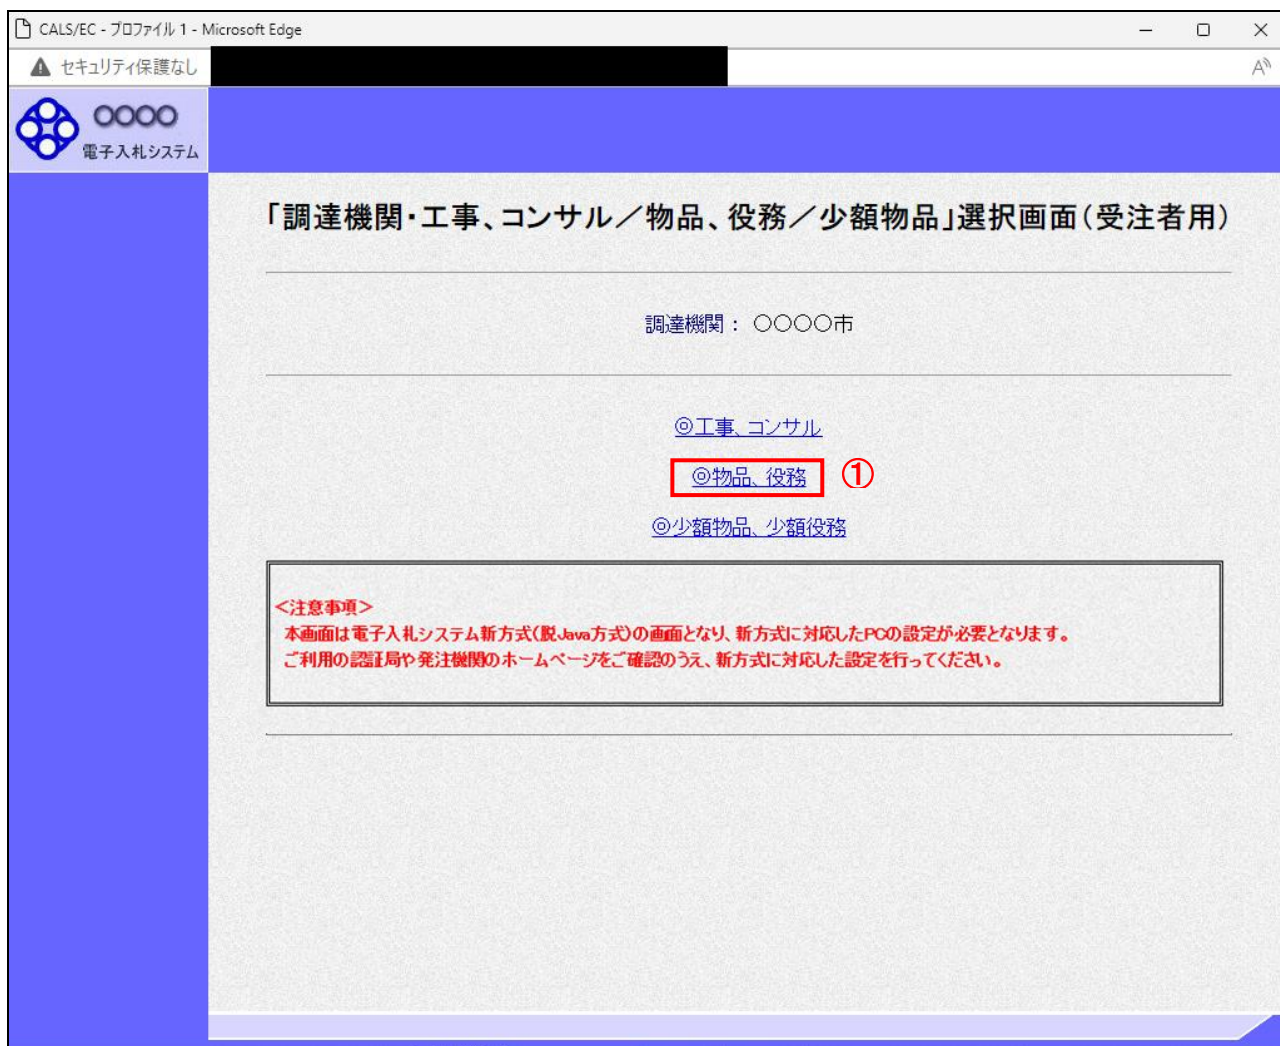 CALS/EC - プロファイル 1 - Microsoft Edge
セキュリティ保護なし
○○○○
電子入札システム
「調達機関・工事、コンサル／物品、役務／少額物品」選択画面（受注者用）
調達機関： ○○○○市
◎工事、コンサル
◎物品、役務 ①
◎少額物品、少額役務
＜注意事項＞
本画面は電子入札システム新方式(脱Java方式)の画面となり、新方式に対応したPCの設定が必要となります。
ご利用の認証局や発注機関のホームページをご確認のうえ、新方式に対応した設定を行ってください。